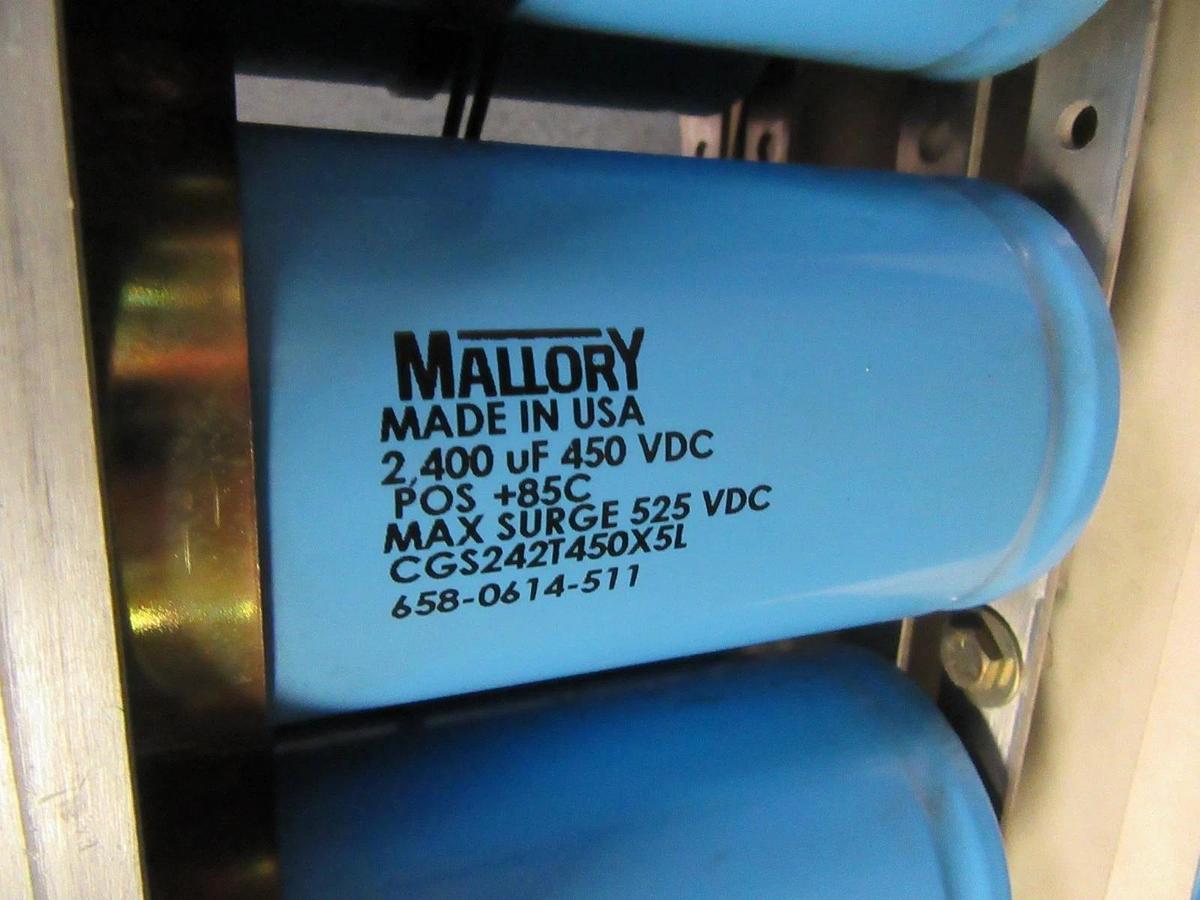 MALLORY
MADE IN USA
2,400 uF 450 VDC
POS +85C
MAX SURGE 525 VDC
CGS242T450X5L
658-0614-511